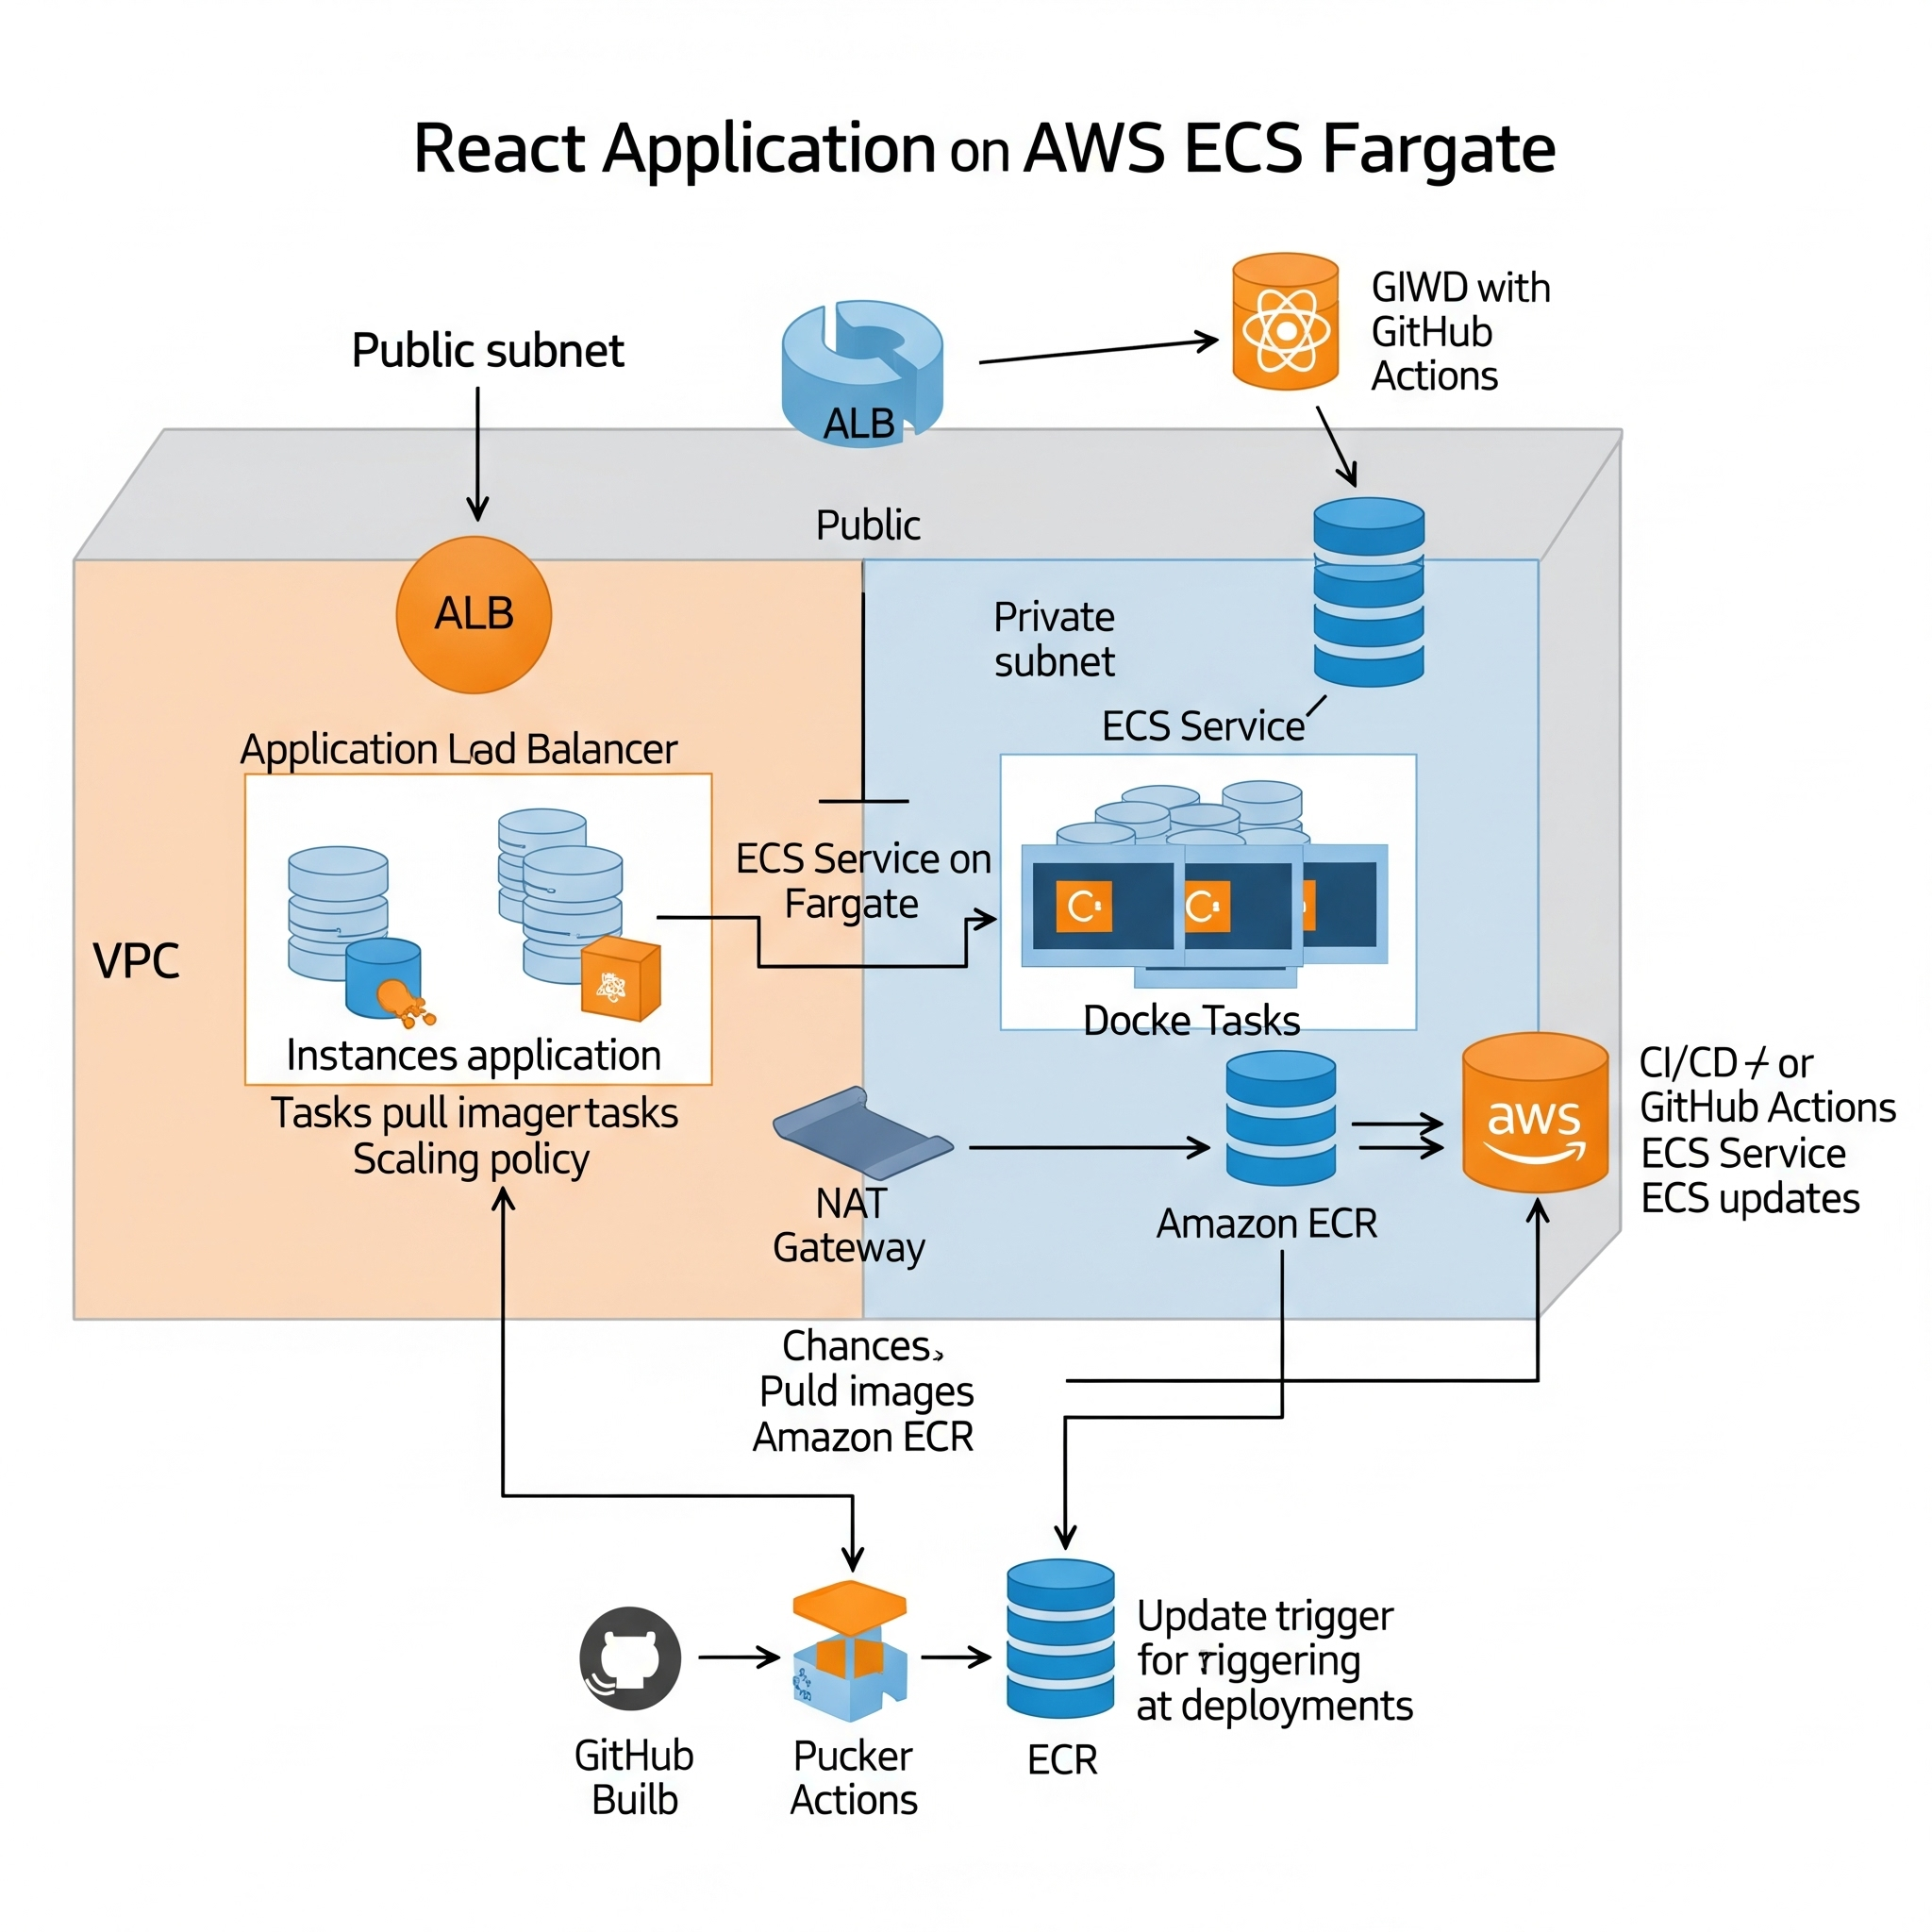 React Application on AWS ECS Fargate
GIWD with
GitHub
Actions
Public subnet
ALB
Public
ALB
Private
subnet
ECS Service
Application Lad Balancer
ECS Service on
Fargate
VPC
Instances application
Docke Tasks
Tasks pull imager tasks
Scaling policy
NAT
Gateway
Amazon ECR
aws
CI/CD ⌿ or
GitHub Actions
ECS Service
ECS updates
Chances,
Puld images
Amazon ECR
Update trigger
for riggering
at deployments
GitHub
Builb
Pucker
Actions
ECR